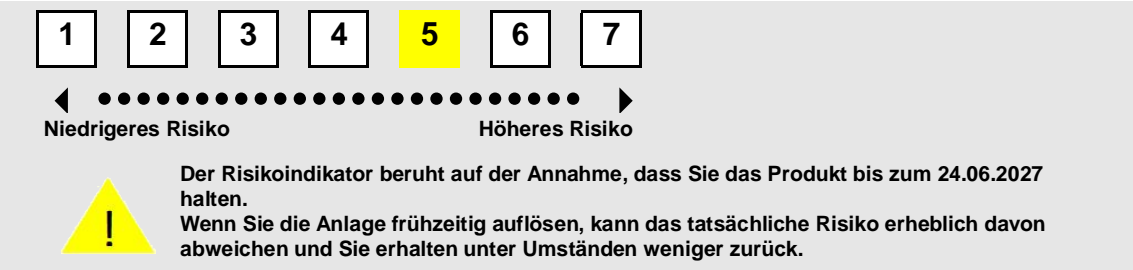 1 2 3 4 5 6 7
Niedrigeres Risiko Höheres Risiko
! Der Risikoindikator beruht auf der Annahme, dass Sie das Produkt bis zum 24.06.2027
halten.
Wenn Sie die Anlage frühzeitig auflösen, kann das tatsächliche Risiko erheblich davon
abweichen und Sie erhalten unter Umständen weniger zurück.